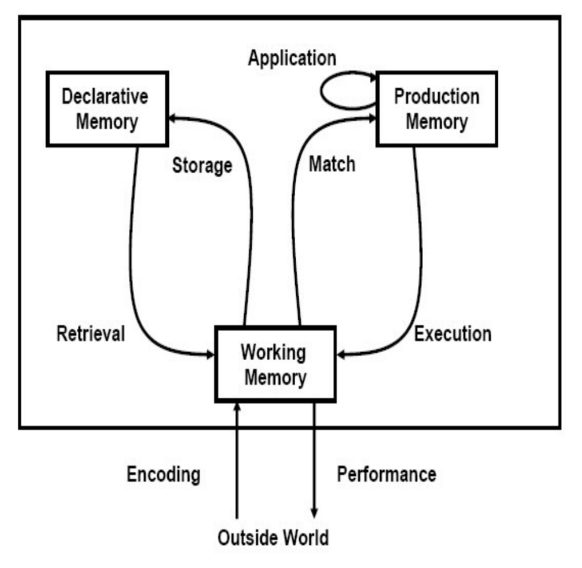 Application
Declarative
Memory
Production
Memory
Storage
Match
Retrieval
Execution
Working
Memory
Encoding
Performance
Outside World